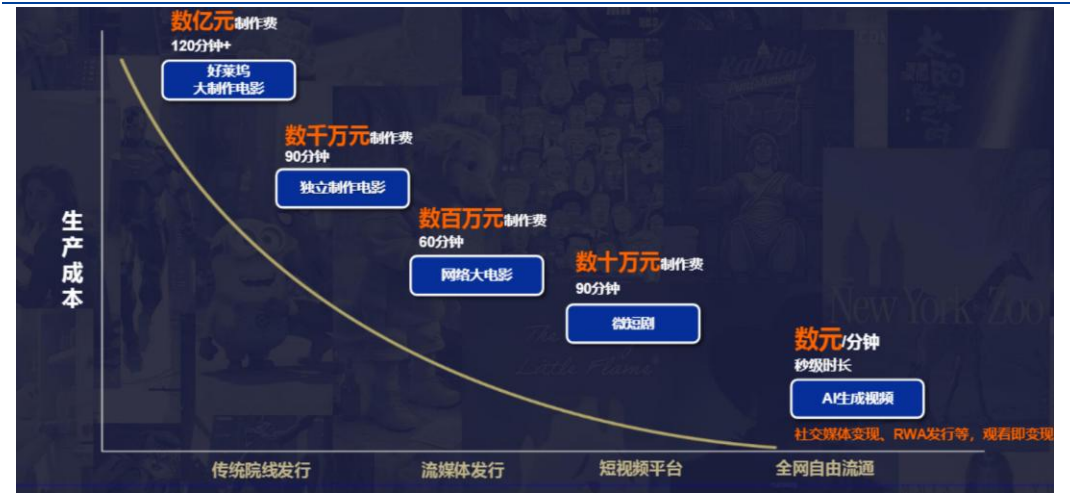 数亿元制作费
120分钟+
好莱坞
大制作电影
数千万元制作费
90分钟
独立制作电影
数百万元制作费
60分钟
网络大电影
数十万元制作费
90分钟
微短剧
数元/分钟
秒级时长
AI生成视频
社交媒体变现、RWA发行等，观看即变现
生产成本
传统院线发行
流媒体发行
短视频平台
全网自由流通
New York Zoo